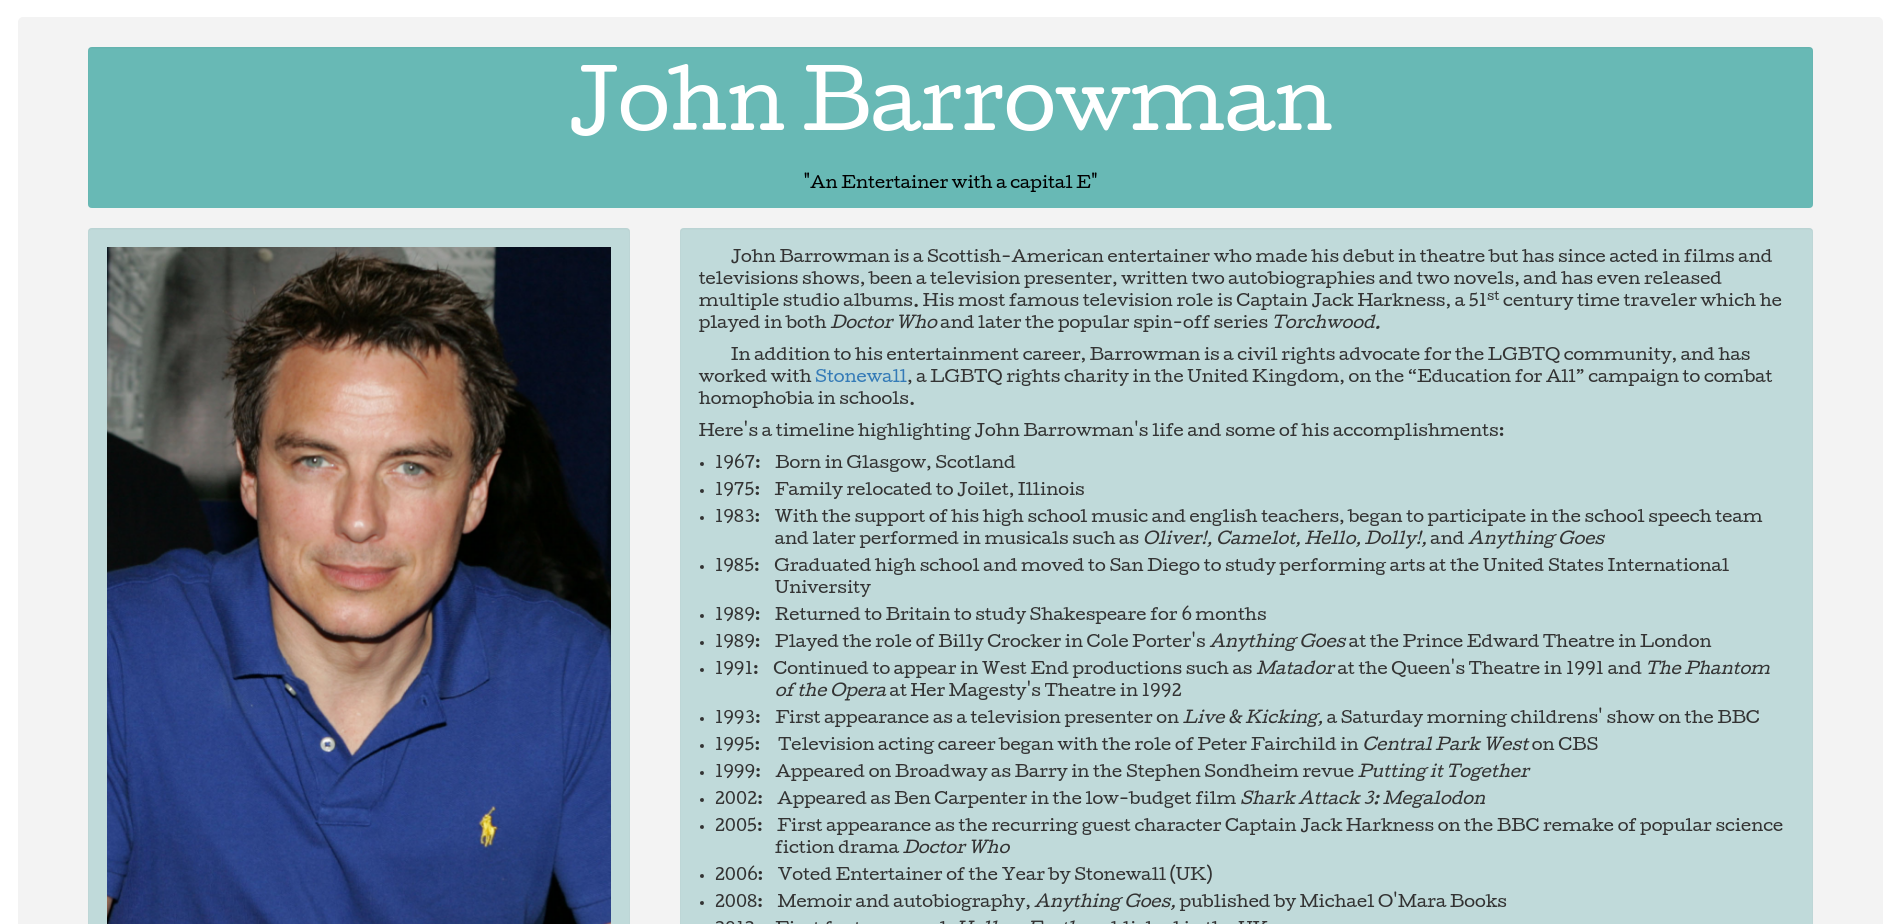 John Barrowman
"An Entertainer with a capital E"
John Barrowman is a Scottish-American entertainer who made his debut in theatre but has since acted in films and
televisions shows, been a television presenter, written two autobiographies and two novels, and has even released
multiple studio albums. His most famous television role is Captain Jack Harkness, a 51st century time traveler which he
played in both Doctor Who and later the popular spin-off series Torchwood.
In addition to his entertainment career, Barrowman is a civil rights advocate for the LGBTQ community, and has
worked with Stonewall, a LGBTQ rights charity in the United Kingdom, on the “Education for All” campaign to combat
homophobia in schools.
Here's a timeline highlighting John Barrowman's life and some of his accomplishments:
• 1967: Born in Glasgow, Scotland
• 1975: Family relocated to Joilet, Illinois
• 1983: With the support of his high school music and english teachers, began to participate in the school speech team
and later performed in musicals such as Oliver!, Camelot, Hello, Dolly!, and Anything Goes
• 1985: Graduated high school and moved to San Diego to study performing arts at the United States International
University
• 1989: Returned to Britain to study Shakespeare for 6 months
• 1989: Played the role of Billy Crocker in Cole Porter's Anything Goes at the Prince Edward Theatre in London
• 1991: Continued to appear in West End productions such as Matador at the Queen's Theatre in 1991 and The Phantom
of the Opera at Her Magesty's Theatre in 1992
• 1993: First appearance as a television presenter on Live & Kicking, a Saturday morning childrens' show on the BBC
• 1995: Television acting career began with the role of Peter Fairchild in Central Park West on CBS
• 1999: Appeared on Broadway as Barry in the Stephen Sondheim revue Putting it Together
• 2002: Appeared as Ben Carpenter in the low-budget film Shark Attack 3: Megalodon
• 2005: First appearance as the recurring guest character Captain Jack Harkness on the BBC remake of popular science
fiction drama Doctor Who
• 2006: Voted Entertainer of the Year by Stonewall (UK)
• 2008: Memoir and autobiography, Anything Goes, published by Michael O'Mara Books